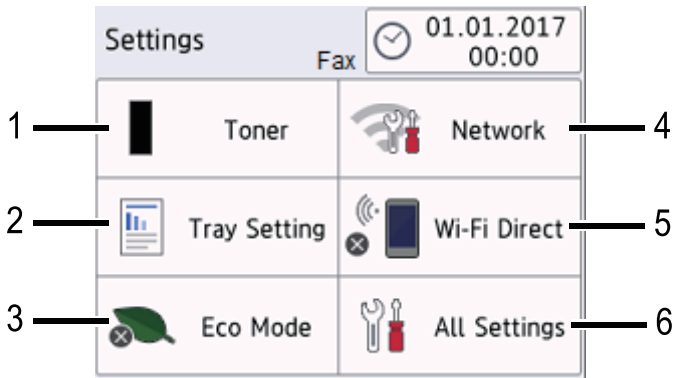 Settings
Fax
01.01.2017
00:00
1
Toner
4
Network
2
Tray Setting
5
Wi-Fi Direct
3
Eco Mode
6
All Settings